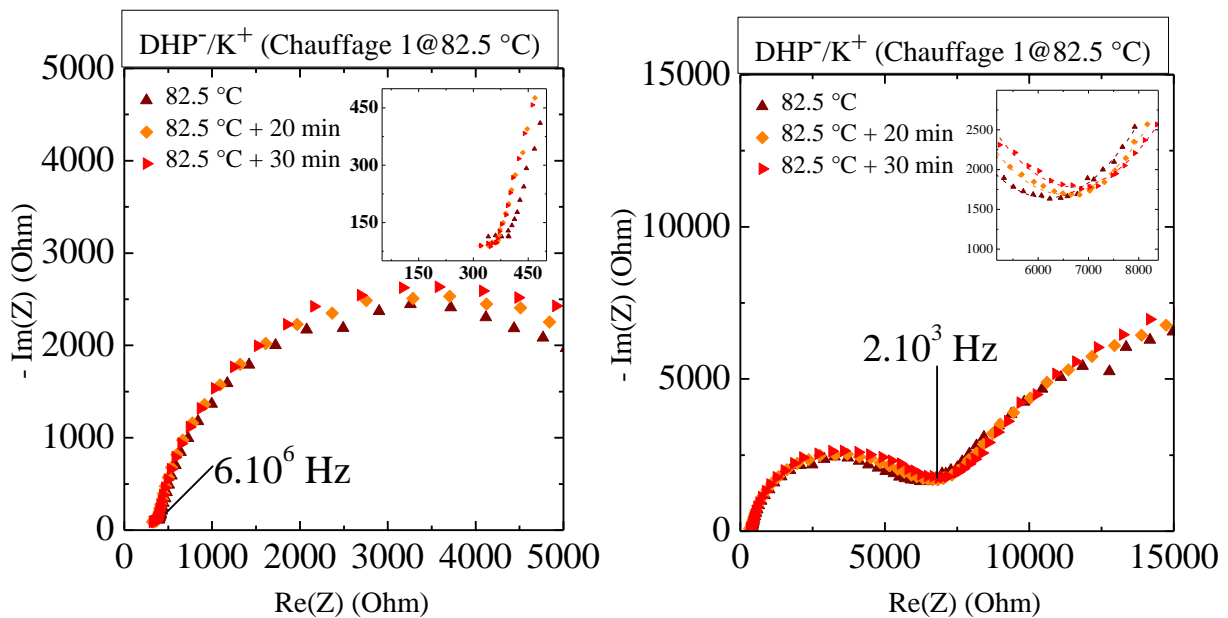 DHP⁻/K⁺ (Chauffage 1@82.5 °C)
5000
4000
3000
2000
1000
0
- Im(Z) (Ohm)
82.5 °C
82.5 °C + 20 min
82.5 °C + 30 min
450
300
150
150 300 450
6.10⁶ Hz
0 1000 2000 3000 4000 5000
Re(Z) (Ohm)
DHP⁻/K⁺ (Chauffage 1@82.5 °C)
15000
10000
5000
0
- Im(Z) (Ohm)
82.5 °C
82.5 °C + 20 min
82.5 °C + 30 min
2500
2000
1500
1000
6000 7000 8000
2.10³ Hz
0 5000 10000 15000
Re(Z) (Ohm)